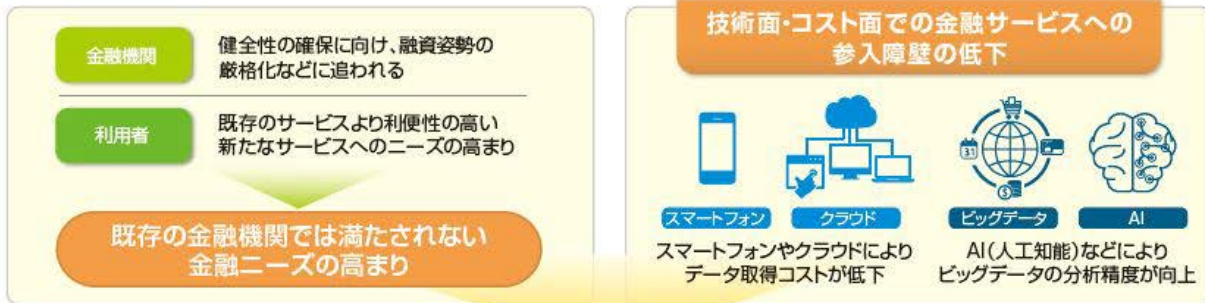 金融機関
健全性の確保に向け、融資姿勢の
厳格化などに追われる
利用者
既存のサービスより利便性の高い
新たなサービスへのニーズの高まり
既存の金融機関では満たされない
金融ニーズの高まり
技術面・コスト面での金融サービスへの
参入障壁の低下
31
$
スマートフォン
クラウド
ビッグデータ
AI
スマートフォンやクラウドにより
データ取得コストが低下
AI(人工知能)などにより
ビッグデータの分析精度が向上